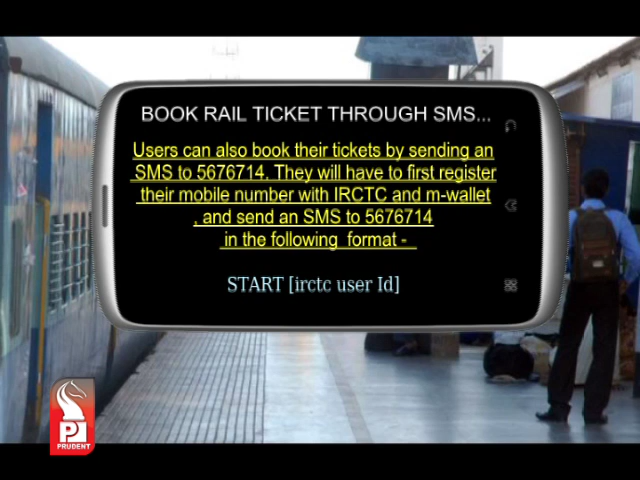 BOOK RAIL TICKET THROUGH SMS...
Users can also book their tickets by sending an
SMS to 5676714. They will have to first register
their mobile number with IRCTC and m-wallet
, and send an SMS to 5676714
in the following format -
START [irctc user Id]
PRUDENT